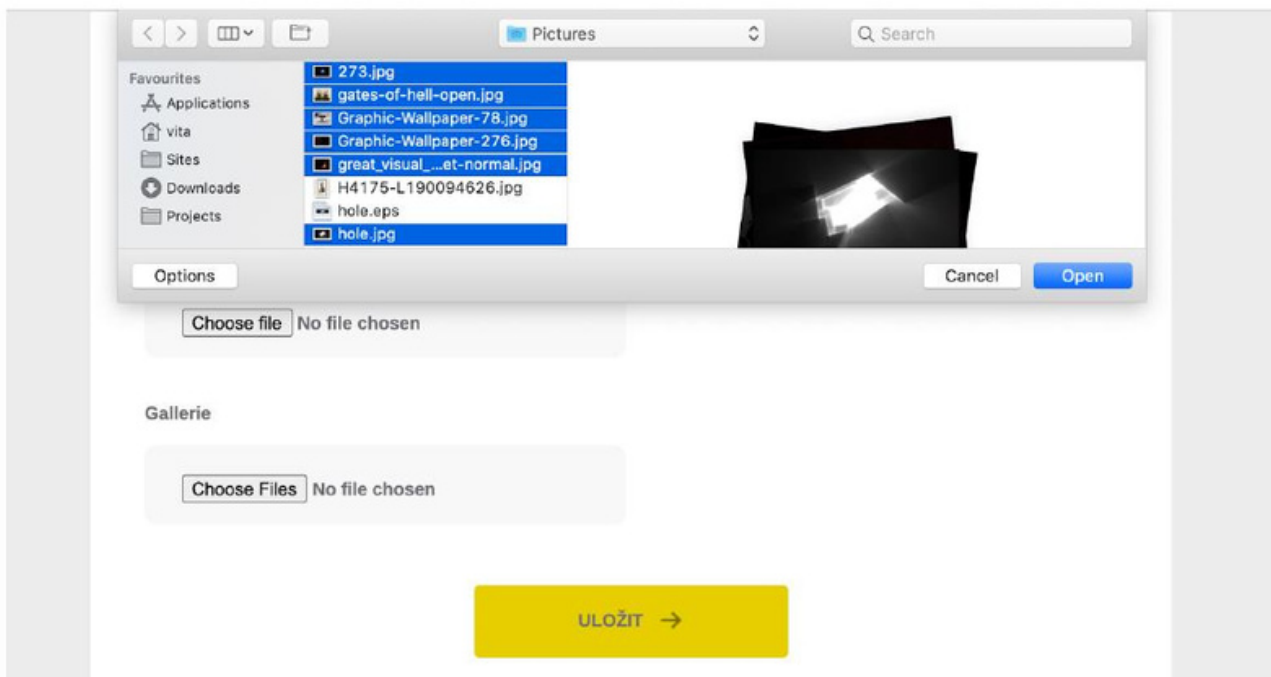 Pictures
Search
Favourites
Applications
vita
Sites
Downloads
Projects
273.jpg
gates-of-hell-open.jpg
Graphic-Wallpaper-78.jpg
Graphic-Wallpaper-276.jpg
great_visual_...et-normal.jpg
H4175-L190094626.jpg
hole.eps
hole.jpg
Options
Cancel
Open
Choose file No file chosen
Gallerie
Choose Files No file chosen
ULOŽIT →